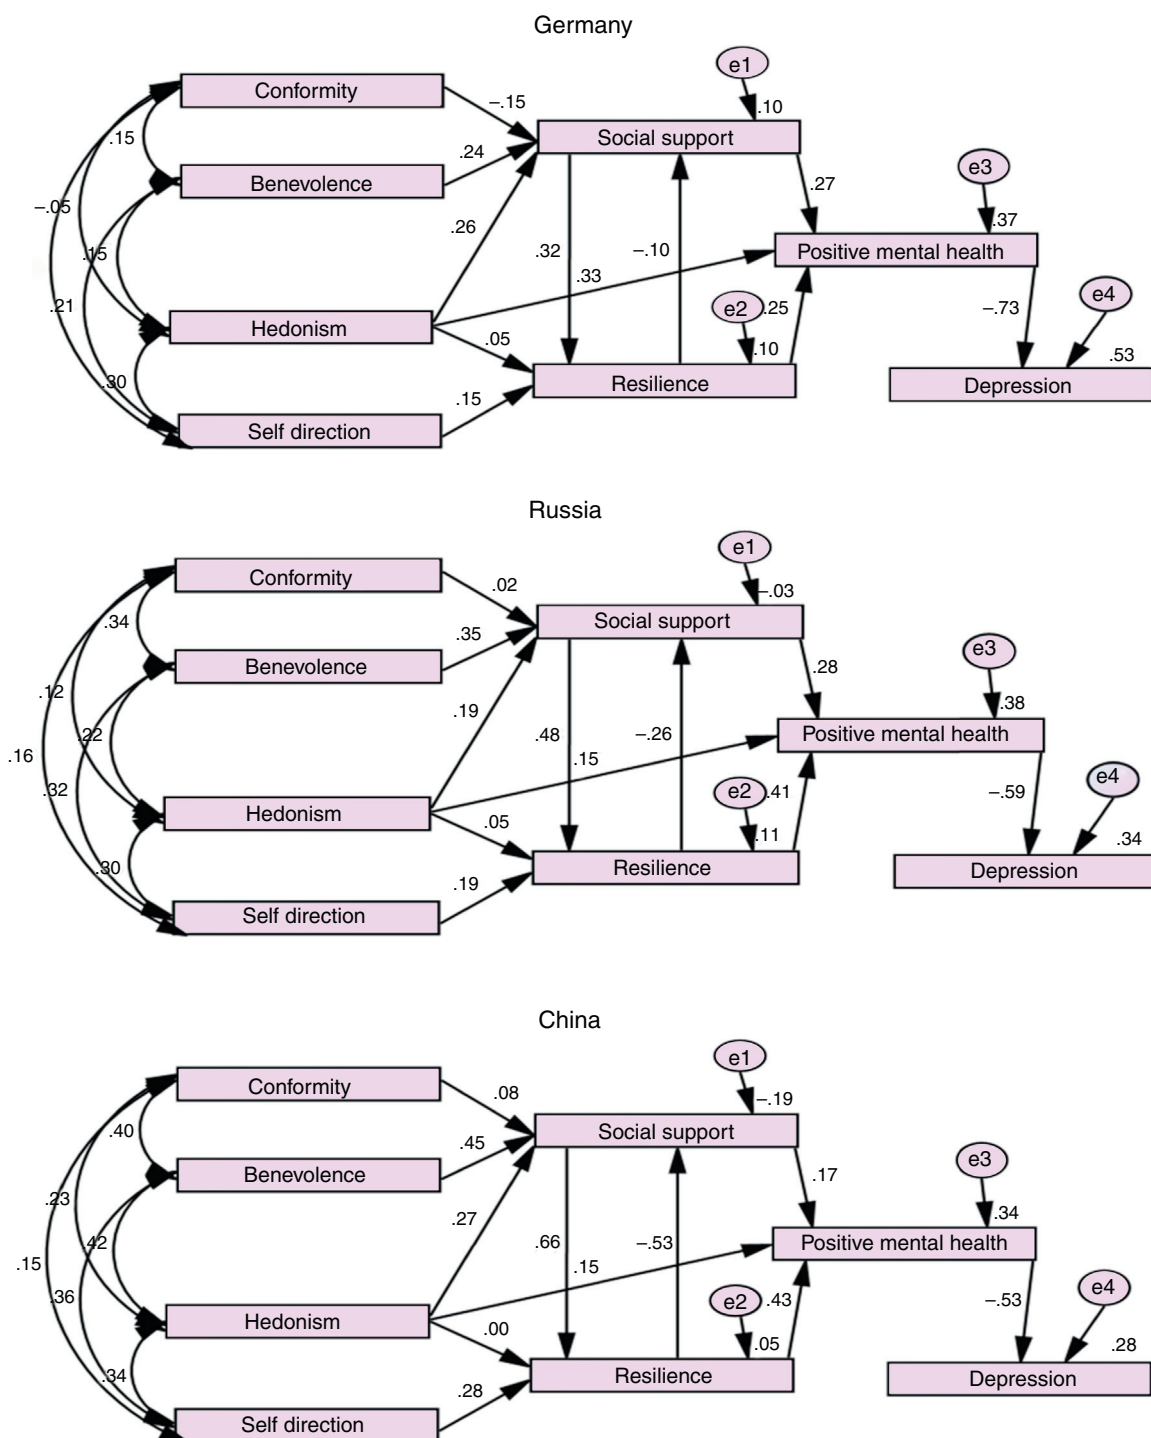 Germany
e1
Conformity
–.15
.10
.15
Social support
.24
e3
Benevolence
.27
–.05
.37
.26
.15
.32
–.10
Positive mental health
.33
.21
e2
.25
–.73
e4
Hedonism
.05
.10
.53
.30
.15
Resilience
Depression
Self direction
Russia
e1
Conformity
.02
–.03
.34
Social support
.35
e3
Benevolence
.28
.12
.38
.19
.22
.48
–.26
Positive mental health
.16
.15
.32
e2
.41
–.59
e4
Hedonism
.05
.11
.34
.30
.19
Resilience
Depression
Self direction
China
e1
Conformity
.08
–.19
.40
Social support
.45
e3
Benevolence
.17
.23
.34
.27
.42
.66
–.53
Positive mental health
.15
.15
.36
e2
.43
–.53
e4
Hedonism
.00
.05
.28
.34
.28
Resilience
Depression
Self direction